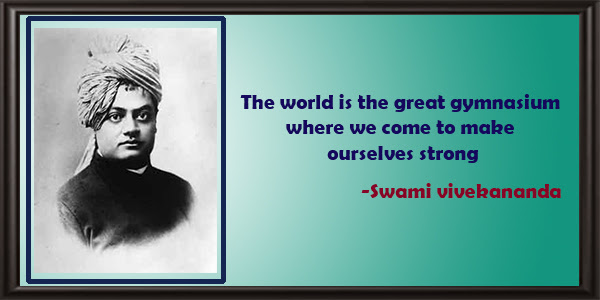 The world is the great gymnasium
where we come to make
ourselves strong
-Swami vivekananda